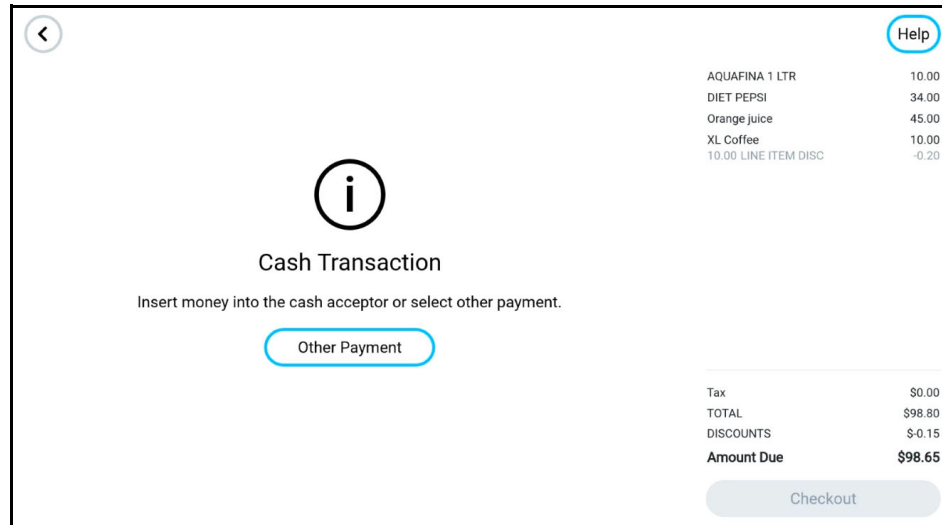 Help
AQUAFINA 1 LTR 10.00
DIET PEPSI 34.00
Orange juice 45.00
XL Coffee 10.00
10.00 LINE ITEM DISC -0.20
i
Cash Transaction
Insert money into the cash acceptor or select other payment.
Other Payment
Tax $0.00
TOTAL $98.80
DISCOUNTS $-0.15
Amount Due $98.65
Checkout